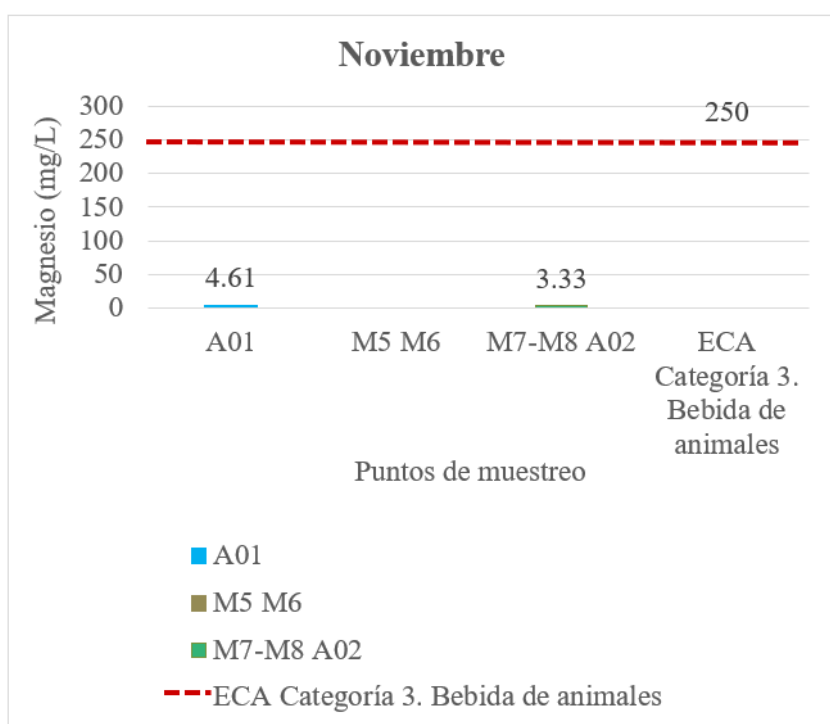 Noviembre
300
250
250
200
150
100
50
0
Magnesio (mg/L)
4.61
3.33
A01
M5 M6
M7-M8 A02
ECA
Categoría 3.
Bebida de
animales
Puntos de muestreo
A01
M5 M6
M7-M8 A02
ECA Categoría 3. Bebida de animales